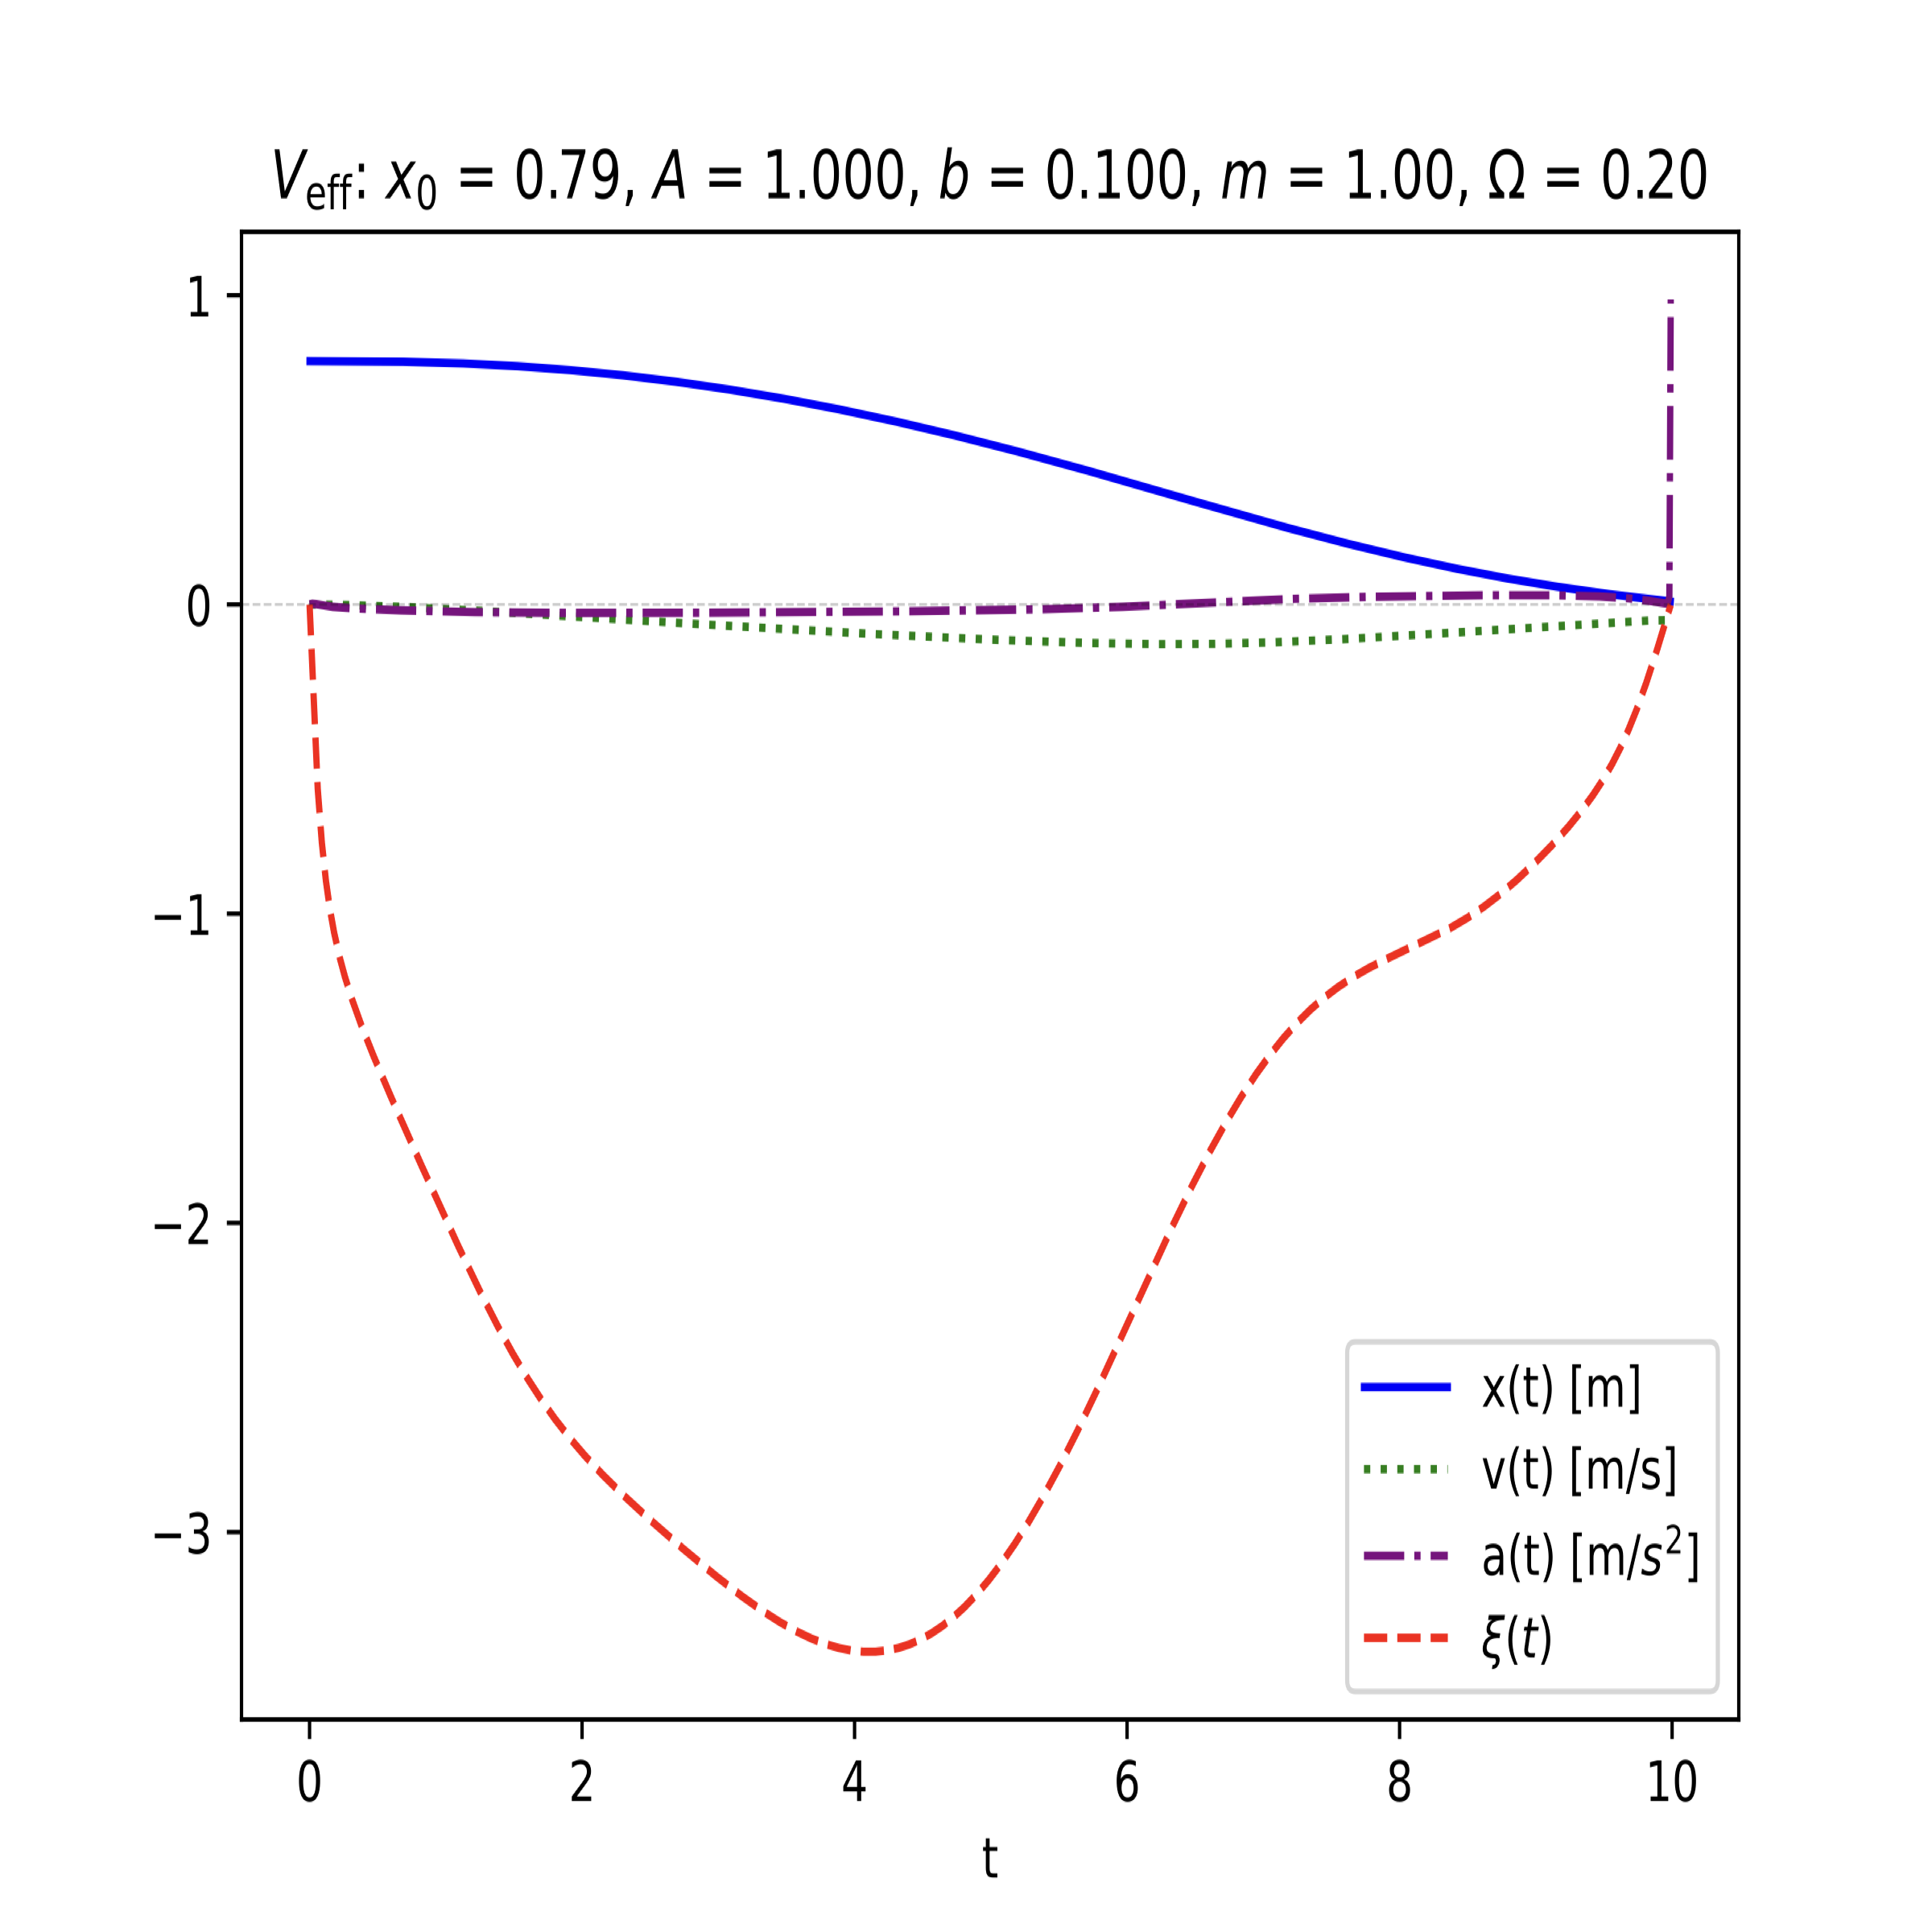 V_eff: x_0 = 0.79, A = 1.000, b = 0.100, m = 1.00, Ω = 0.20
1
0
−1
−2
−3
x(t) [m]
v(t) [m/s]
a(t) [m/s²]
ξ(t)
0 2 4 6 8 10
t